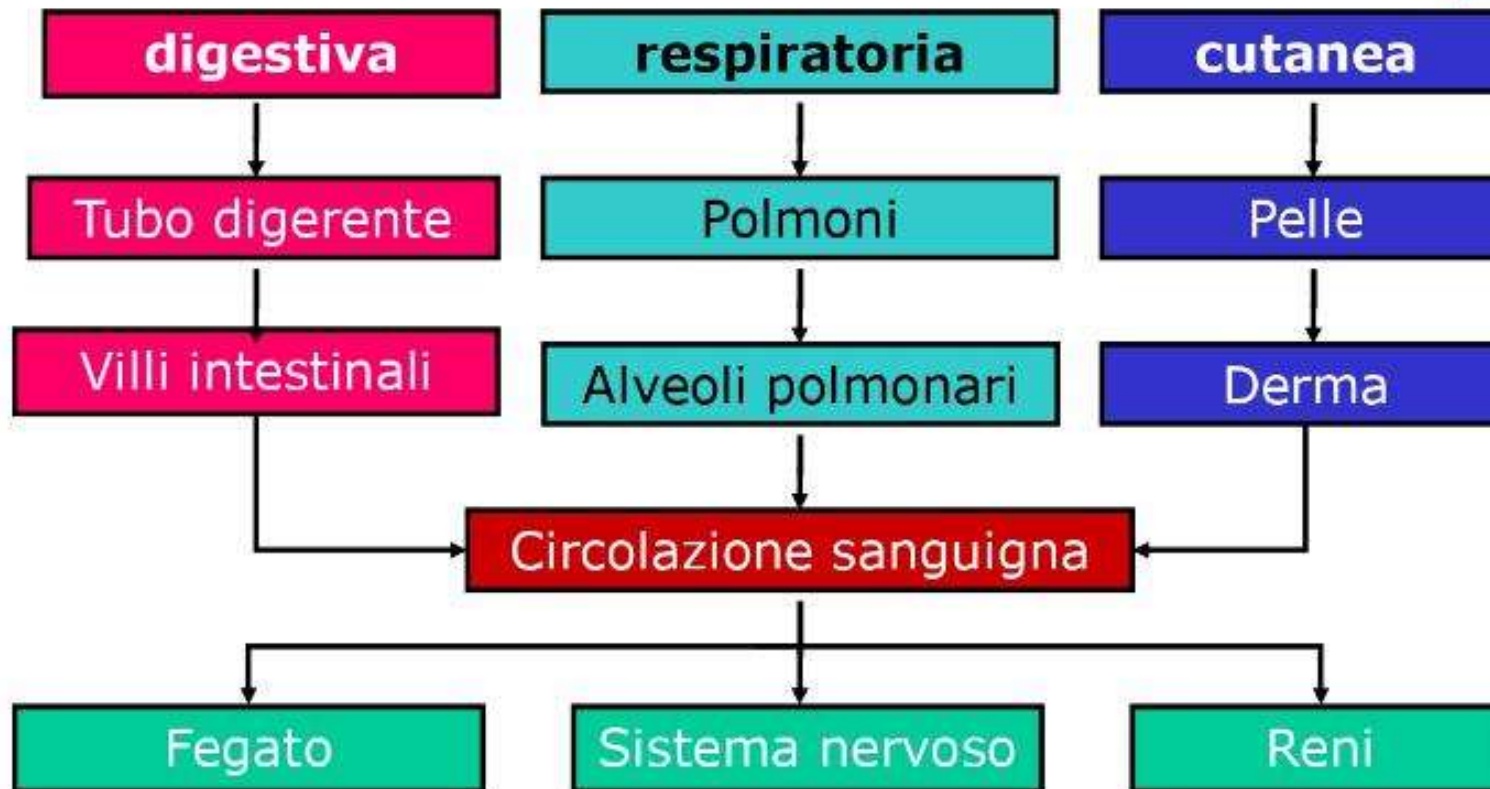 digestiva
respiratoria
cutanea
Tubo digerente
Polmoni
Pelle
Villi intestinali
Alveoli polmonari
Derma
Circolazione sanguigna
Fegato
Sistema nervoso
Reni